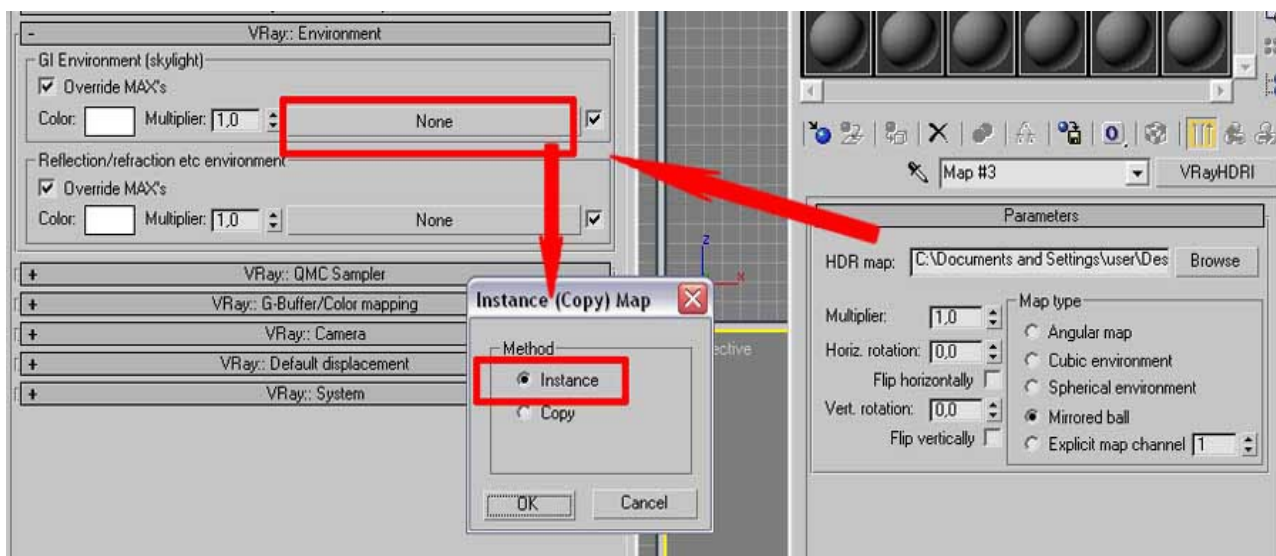 - VRay:: Environment
GI Environment (skylight)
Override MAX's
Color: Multiplier: 1,0 None
Reflection/refraction etc environment
Override MAX's
Color: Multiplier: 1,0 None
+ VRay:: QMC Sampler
+ VRay:: G-Buffer/Color mapping
+ VRay:: Camera
+ VRay:: Default displacement
+ VRay:: System
Instance (Copy) Map
Method
Instance
Copy
OK Cancel
z
x
ective
Map #3 VRayHDRI
Parameters
HDR map: C:\Documents and Settings\user\Des Browse
Multiplier: 1,0
Horiz. rotation: 0,0
Flip horizontally
Vert. rotation: 0,0
Flip vertically
Map type
Angular map
Cubic environment
Spherical environment
Mirrored ball
Explicit map channel 1